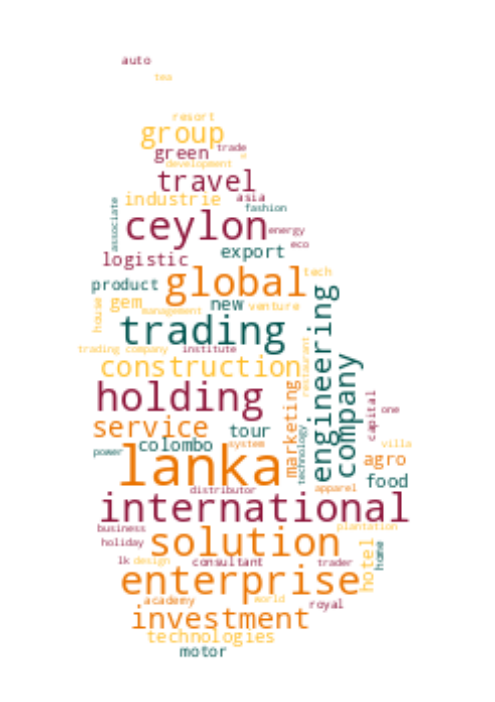 auto
tea
resort
group
green trade
development
travel
industrie asia
fashion
associate
ceylon energy
eco
export
logistic
global tech
product
gem new venture
house
management
trading
engineering
trading company institute
restaurant
construction
company
holding
marketing
capital one
service tour
technology
colombo system villa
power
lanka agro
food
distributor apparel
international
business plantation
solution
holiday
hotel
home
lk design consultant trader
enterprise
academy world royal
investment
technologies
motor